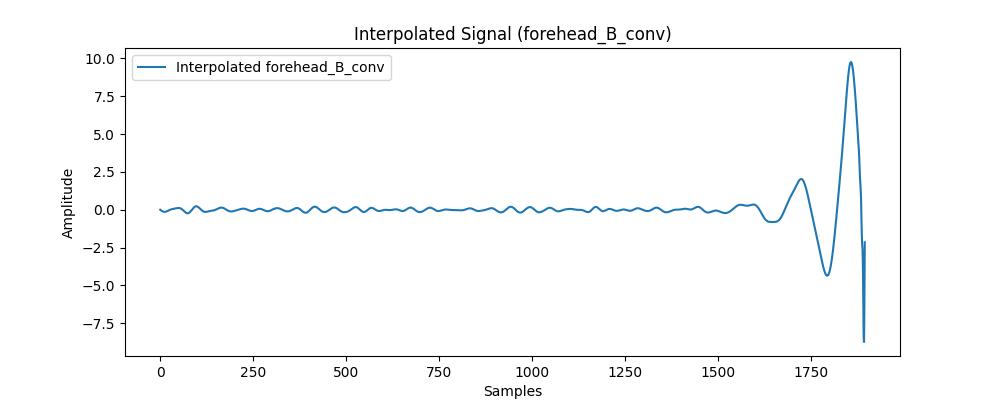 Interpolated Signal (forehead_B_conv)
Interpolated forehead_B_conv
Amplitude
10.0
7.5
5.0
2.5
0.0
−2.5
−5.0
−7.5
0 250 500 750 1000 1250 1500 1750
Samples